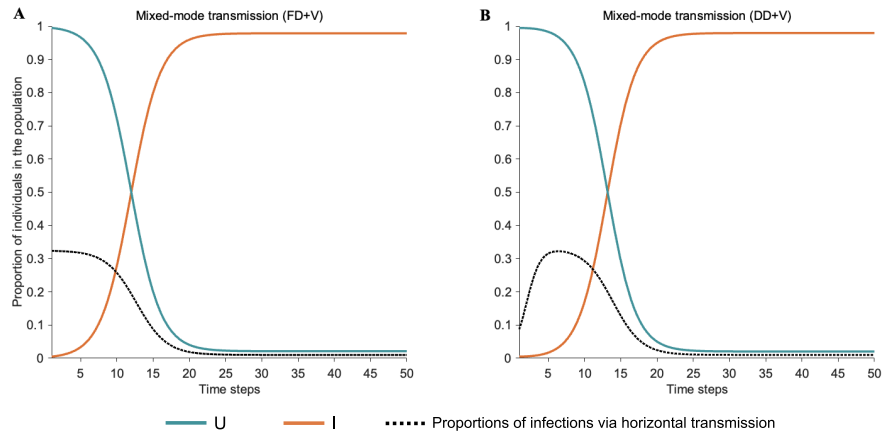 A
Mixed-mode transmission (FD+V)
Proportion of individuals in the population
1
0.9
0.8
0.7
0.6
0.5
0.4
0.3
0.2
0.1
0
5 10 15 20 25 30 35 40 45 50
Time steps
B
Mixed-mode transmission (DD+V)
1
0.9
0.8
0.7
0.6
0.5
0.4
0.3
0.2
0.1
0
5 10 15 20 25 30 35 40 45 50
Time steps
U I Proportions of infections via horizontal transmission